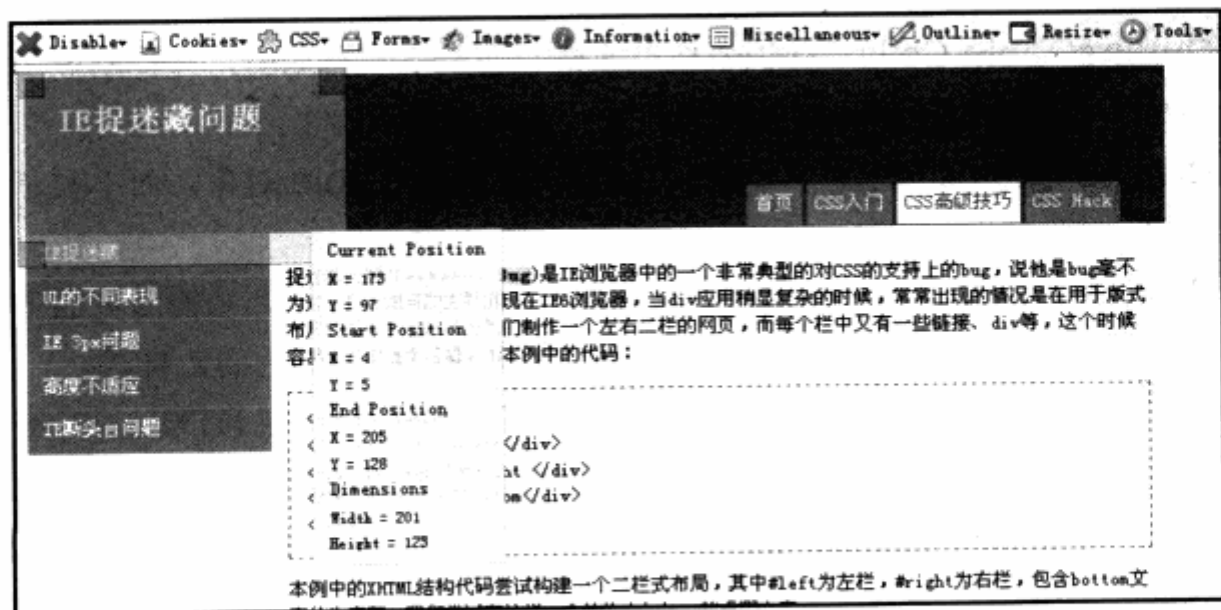 Disable Cookies CSS Forms Images Information Miscellaneous Outline Resize Tools
IE捉迷藏问题
首页 CSS入门 CSS高级技巧 CSS Hack
IE捉迷藏
UL的不同表现
IE 3px问题
高度不适应
IE断头台问题
Current Position
X = 173
Y = 97
Start Position
X = 4
Y = 5
End Position
X = 205
Y = 128
Dimensions
Width = 201
Height = 123
捉 Bug)是IE浏览器中的一个非常典型的对CSS的支持上的bug，说他是bug毫不
为 现在IE6浏览器，当div应用稍显复杂的时候，常常出现的情况是在用于版式
布 们制作一个左右二栏的网页，而每个栏中又有一些链接、div等，这个时候
容 本例中的代码：
<
< </div>
< ht </div>
< om</div>
<
本例中的XHTML结构代码尝试构建一个二栏式布局，其中#left为左栏，#right为右栏，包含bottom文